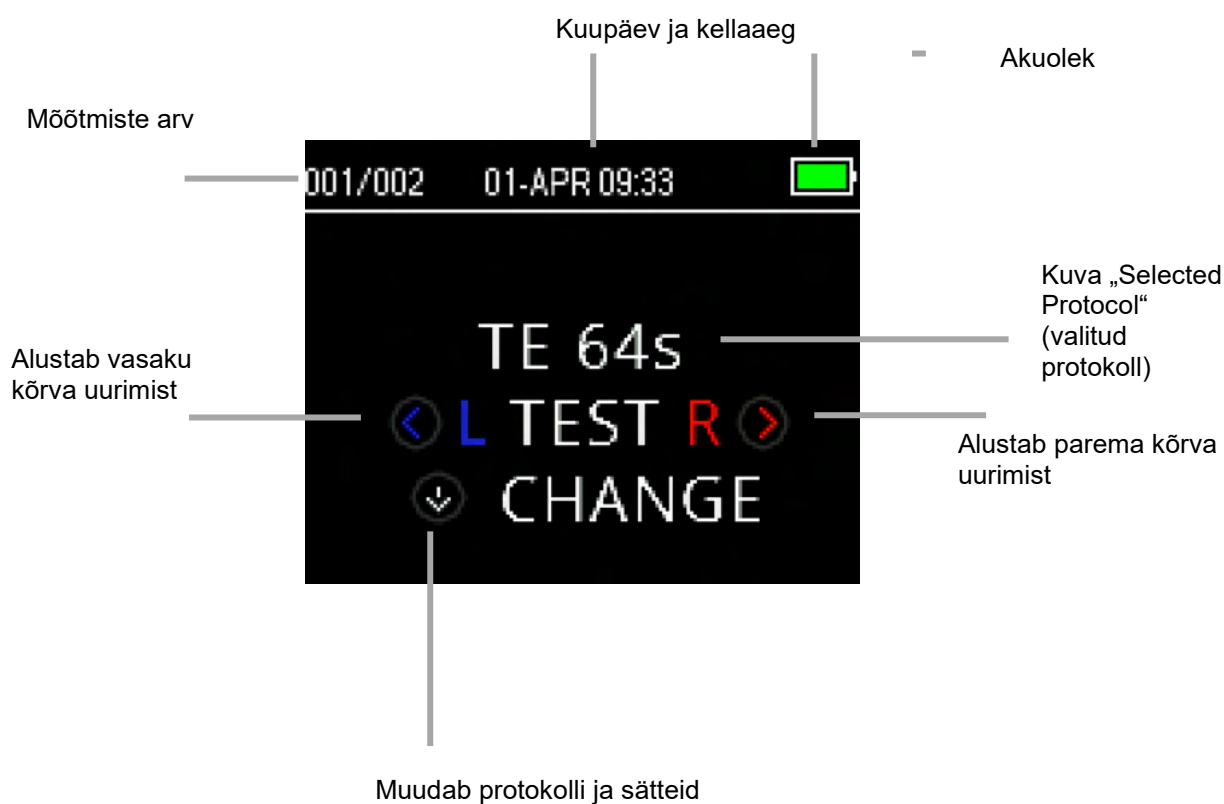 Kuupäev ja kellaaeg
Akuolek
Mõõtmiste arv
001/002 01-APR 09:33
Kuva „Selected
Protocol“
(valitud
protokoll)
TE 64s
Alustab vasaku
kõrva uurimist
L TEST R
Alustab parema kõrva
uurimist
CHANGE
Muudab protokolli ja sätteid